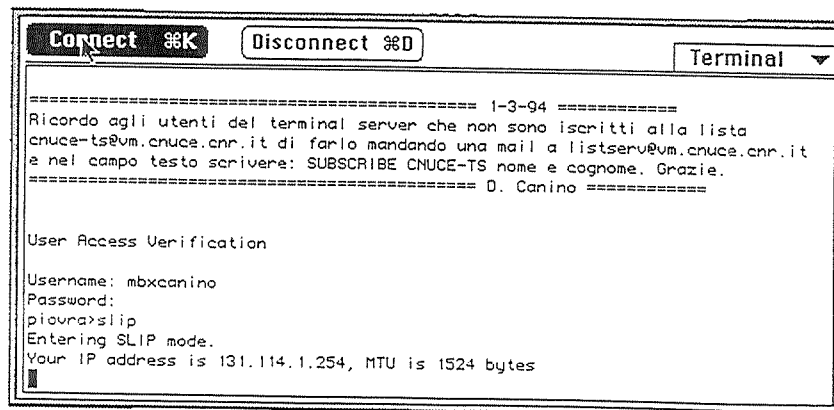 Connect ⌘K
Disconnect ⌘D
Terminal
============================================= 1-3-94 ============
Ricordo agli utenti del terminal server che non sono iscritti alla lista
cnuce-ts@vm.cnuce.cnr.it di farlo mandando una mail a listserv@vm.cnuce.cnr.it
e nel campo testo scrivere: SUBSCRIBE CNUCE-TS nome e cognome. Grazie.
============================================= D. Canino ============
User Access Verification
Username: mbxcanino
Password:
piovra>slip
Entering SLIP mode.
Your IP address is 131.114.1.254, MTU is 1524 bytes